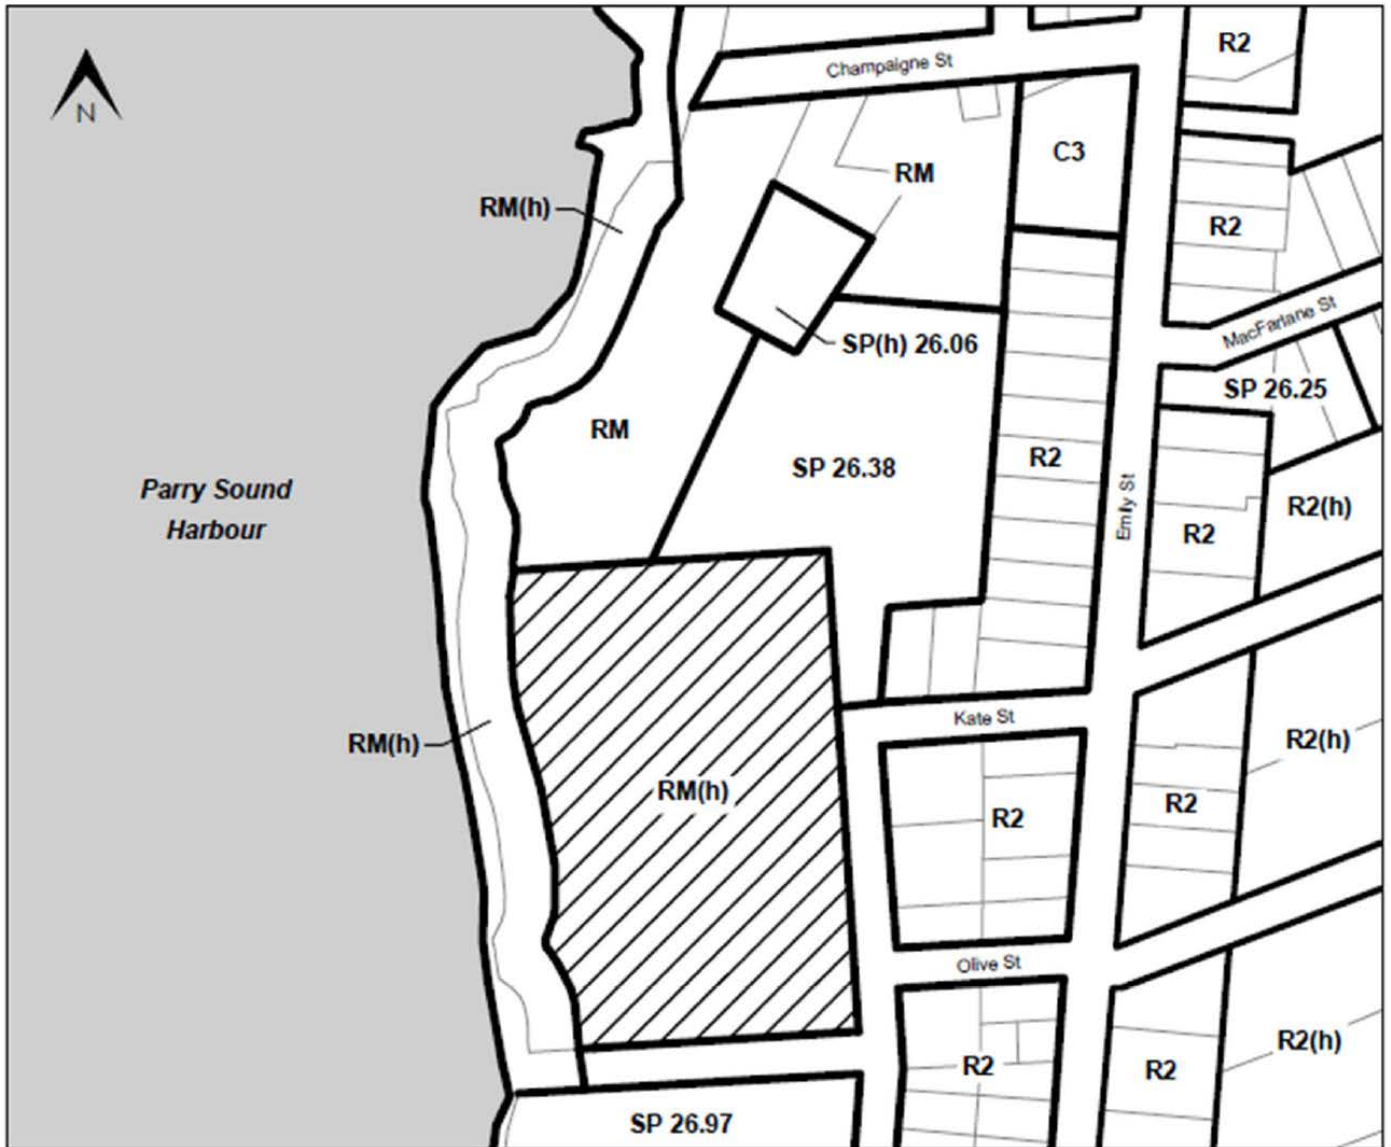 R2
Champaigne St
N
C3
RM
RM(h)
R2
MacFarlane St
SP(h) 26.06
SP 26.25
RM
R2
SP 26.38
Parry Sound
Harbour
Emily St
R2(h)
R2
Kate St
RM(h)
R2(h)
RM(h)
R2
R2
Olive St
R2(h)
R2
R2
SP 26.97